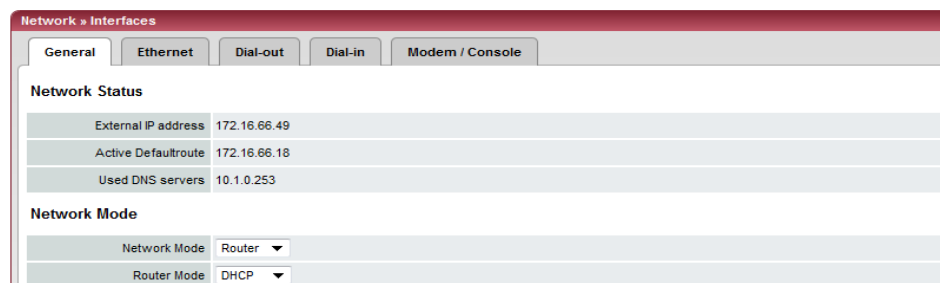 Network » Interfaces
General Ethernet Dial-out Dial-in Modem / Console
Network Status
External IP address 172.16.66.49
Active Defaultroute 172.16.66.18
Used DNS servers 10.1.0.253
Network Mode
Network Mode Router
Router Mode DHCP